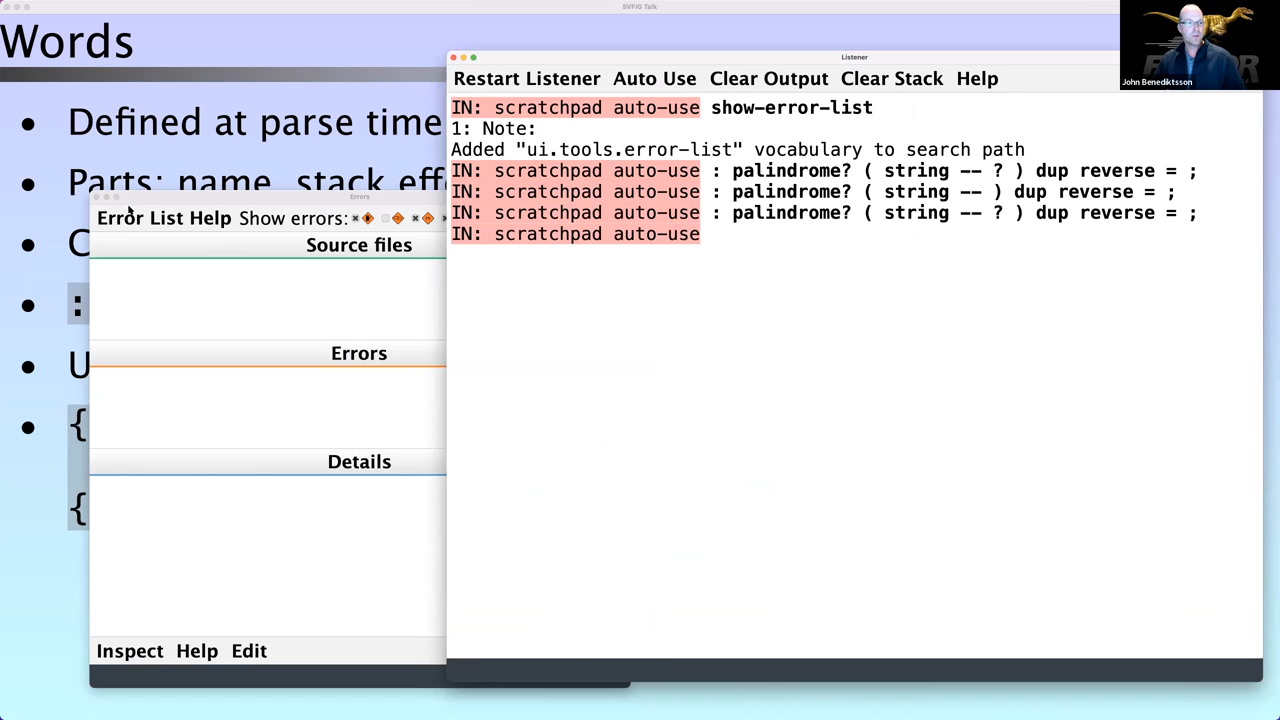 SVFIG Talk
Words
Defined at parse time
Parts: name, stack eff
C
:
U
{
{
Errors
Error List Help Show errors:
Source files
Errors
Details
Inspect Help Edit
Listener
Restart Listener Auto Use Clear Output Clear Stack Help
IN: scratchpad auto-use show-error-list
1: Note:
Added "ui.tools.error-list" vocabulary to search path
IN: scratchpad auto-use : palindrome? ( string -- ? ) dup reverse = ;
IN: scratchpad auto-use : palindrome? ( string -- ) dup reverse = ;
IN: scratchpad auto-use : palindrome? ( string -- ? ) dup reverse = ;
IN: scratchpad auto-use
John Benediktsson